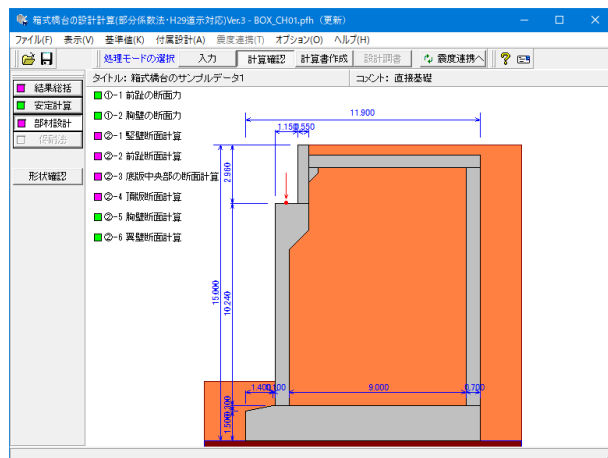 箱式橋台の設計計算(部分係数法・H29道示対応)Ver.3 - BOX_CH01.pfh (更新)
ファイル(F) 表示(V) 基準値(K) 付属設計(A) 震度連携(T) オプション(O) ヘルプ(H)
処理モードの選択 入力 計算確認 計算書作成 設計調書 震度連携へ
タイトル: 箱式橋台のサンプルデータ1 コメント: 直接基礎
結果総括
安定計算
部材設計
保耐法
形状確認
①-1 前趾の断面力
①-2 胸壁の断面力
②-1 竪壁断面計算
②-2 前趾断面計算
②-3 底版中央部の断面計算
②-4 頂版断面計算
②-5 胸壁断面計算
②-6 翼壁断面計算
11.900
1.150 0.550
2.960
15.000
10.240
1.400 9.000 0.700
0.300
1.500